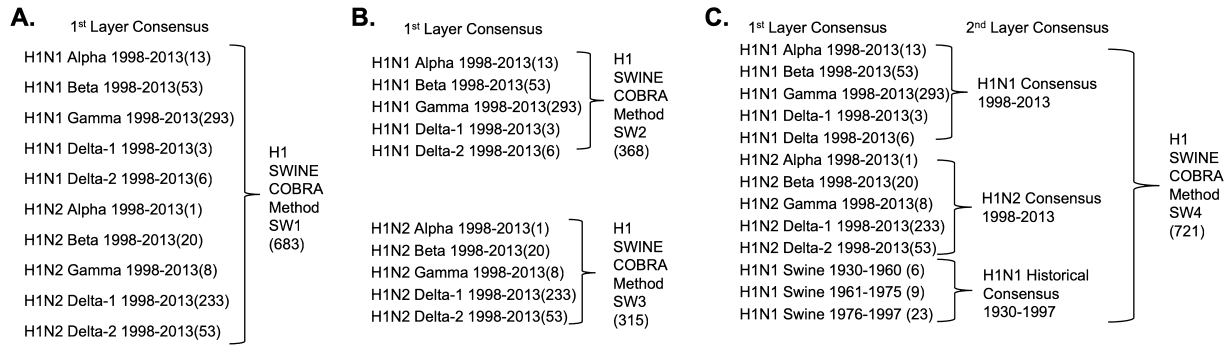 A.
1st Layer Consensus
H1N1 Alpha 1998-2013(13)
H1N1 Beta 1998-2013(53)
H1N1 Gamma 1998-2013(293)
H1N1 Delta-1 1998-2013(3)
H1N1 Delta-2 1998-2013(6)
H1N2 Alpha 1998-2013(1)
H1N2 Beta 1998-2013(20)
H1N2 Gamma 1998-2013(8)
H1N2 Delta-1 1998-2013(233)
H1N2 Delta-2 1998-2013(53)
H1
SWINE
COBRA
Method
SW1
(683)
B.
1st Layer Consensus
H1N1 Alpha 1998-2013(13)
H1N1 Beta 1998-2013(53)
H1N1 Gamma 1998-2013(293)
H1N1 Delta-1 1998-2013(3)
H1N1 Delta-2 1998-2013(6)
H1
SWINE
COBRA
Method
SW2
(368)
H1N2 Alpha 1998-2013(1)
H1N2 Beta 1998-2013(20)
H1N2 Gamma 1998-2013(8)
H1N2 Delta-1 1998-2013(233)
H1N2 Delta-2 1998-2013(53)
H1
SWINE
COBRA
Method
SW3
(315)
C.
1st Layer Consensus
2nd Layer Consensus
H1N1 Alpha 1998-2013(13)
H1N1 Beta 1998-2013(53)
H1N1 Gamma 1998-2013(293)
H1N1 Delta-1 1998-2013(3)
H1N1 Delta 1998-2013(6)
H1N2 Alpha 1998-2013(1)
H1N2 Beta 1998-2013(20)
H1N2 Gamma 1998-2013(8)
H1N2 Delta-1 1998-2013(233)
H1N2 Delta-2 1998-2013(53)
H1N1 Swine 1930-1960 (6)
H1N1 Swine 1961-1975 (9)
H1N1 Swine 1976-1997 (23)
H1N1 Consensus
1998-2013
H1N2 Consensus
1998-2013
H1N1 Historical
Consensus
1930-1997
H1
SWINE
COBRA
Method
SW4
(721)